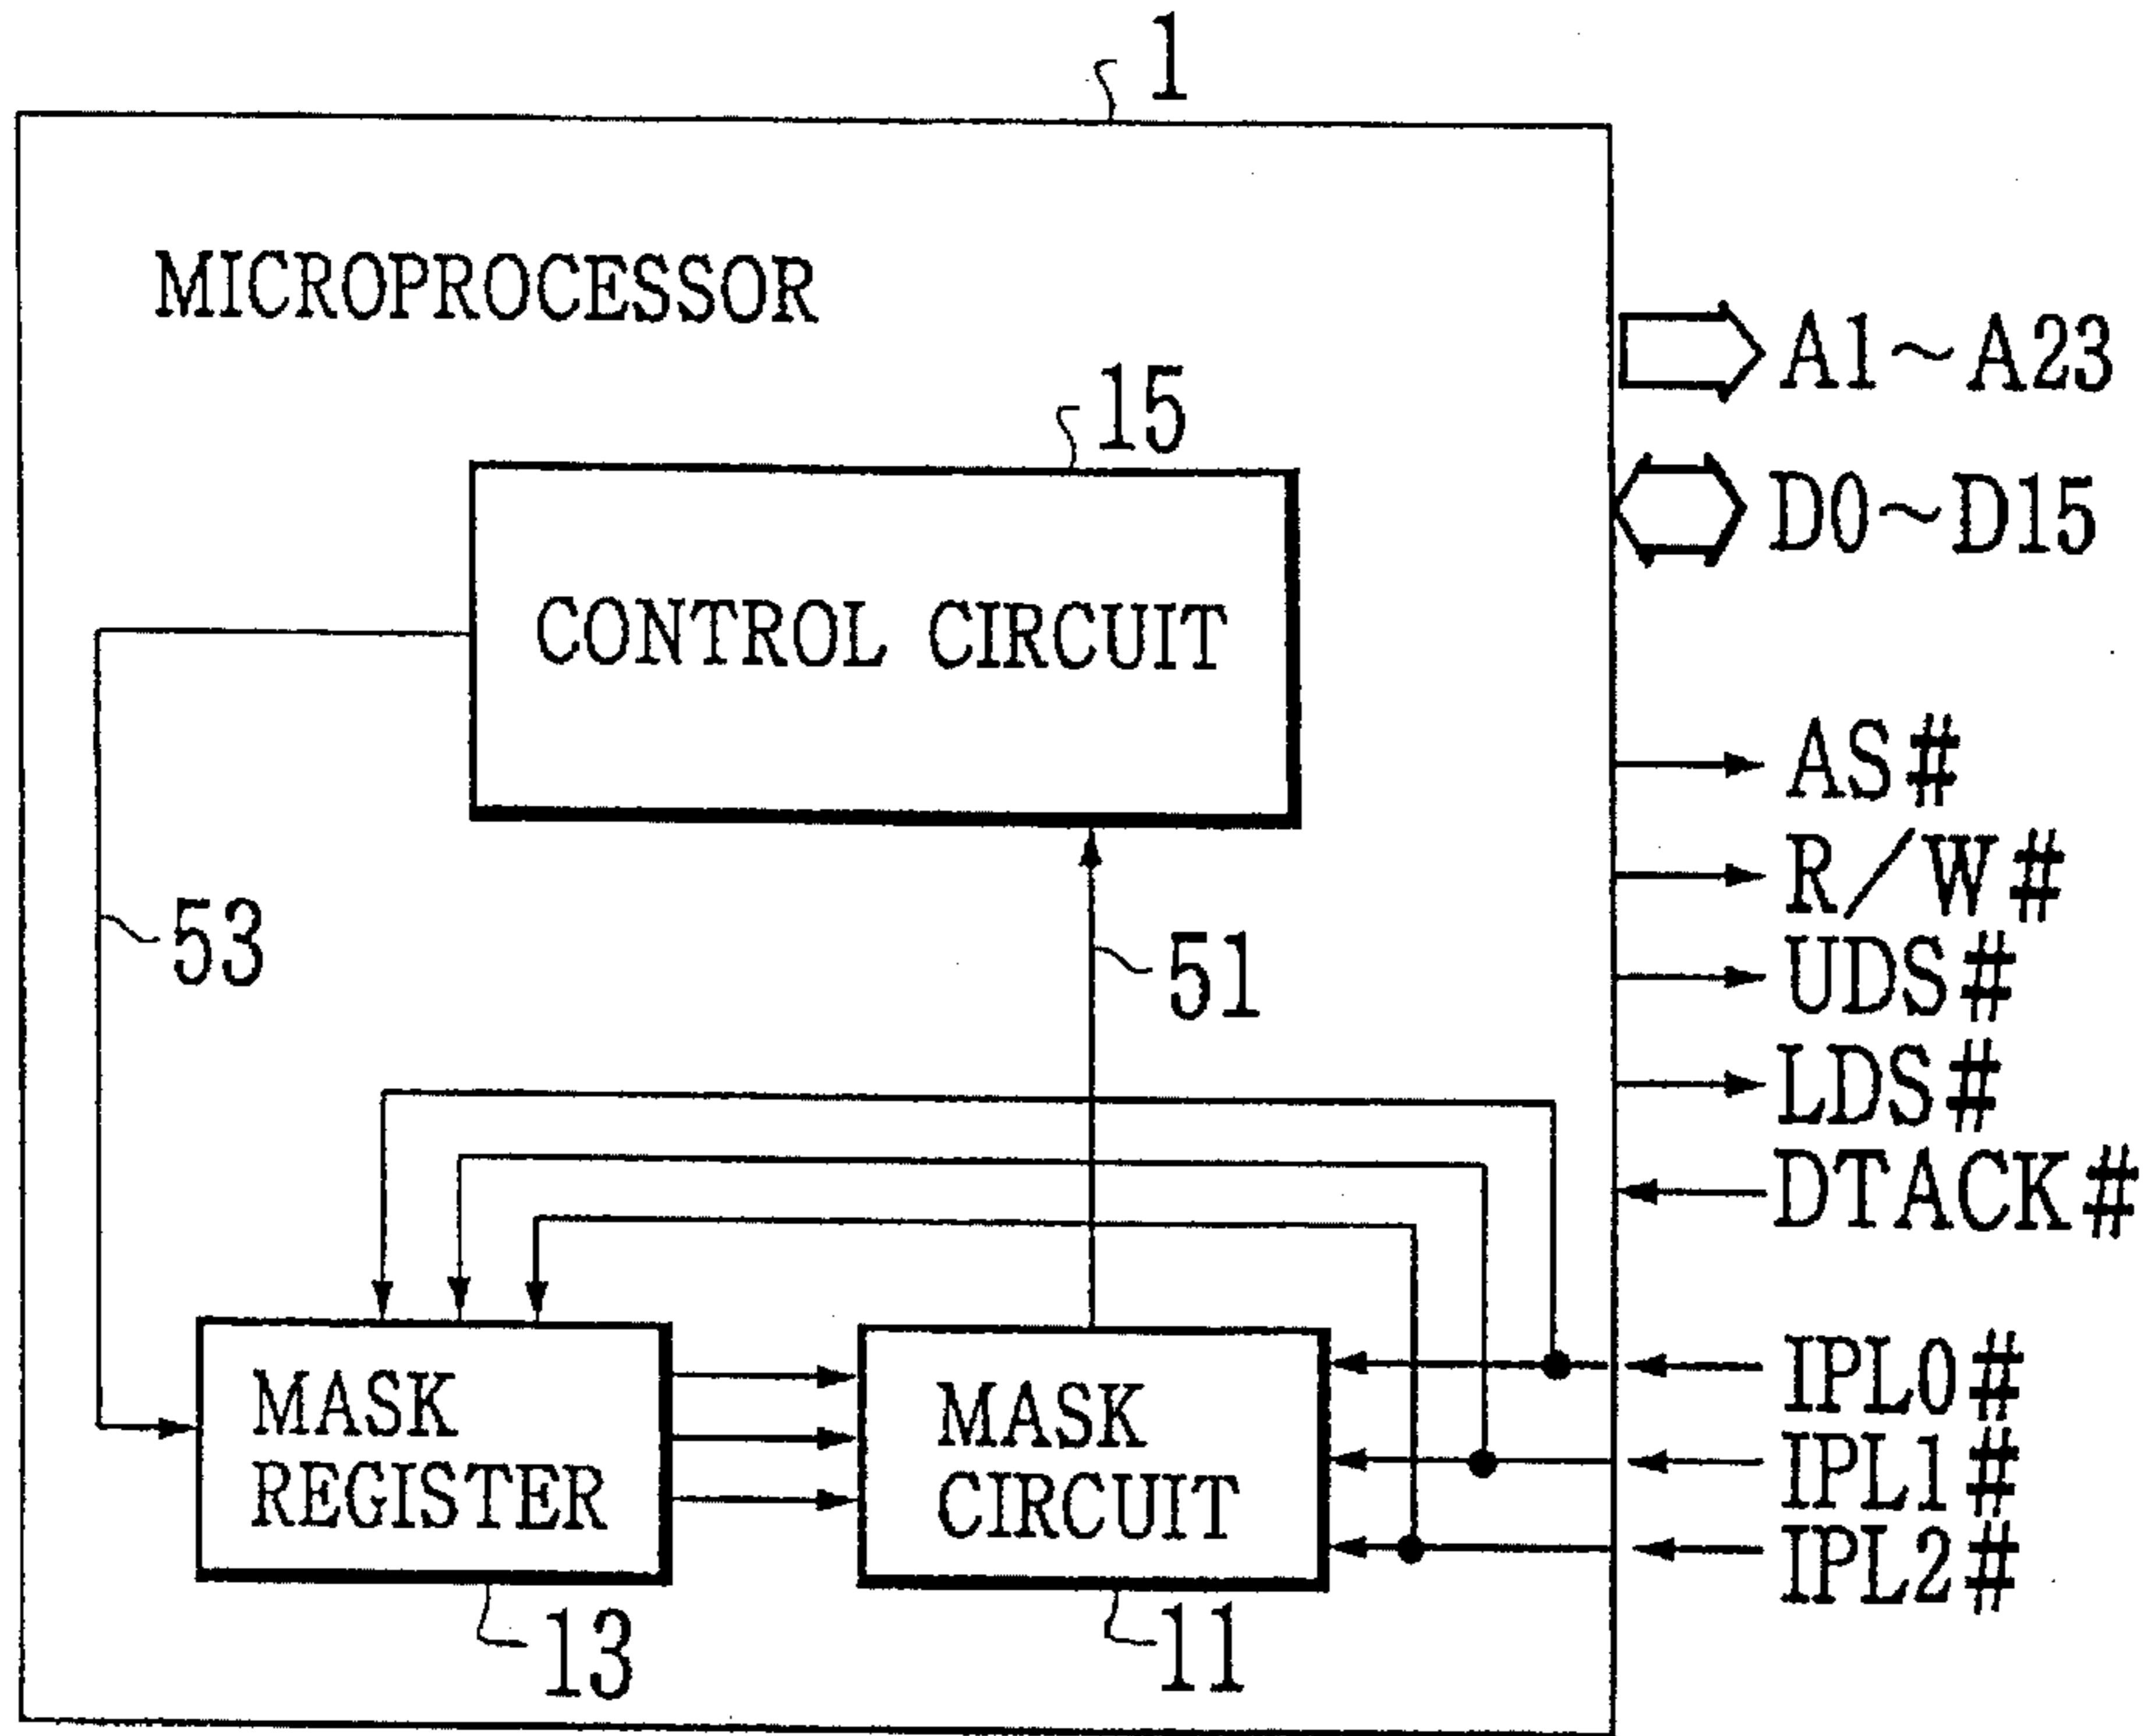 1
MICROPROCESSOR
A1~A23
15
D0~D15
CONTROL CIRCUIT
AS#
R/W#
53
51
UDS#
LDS#
DTACK#
MASK
REGISTER
MASK
CIRCUIT
IPL0#
IPL1#
IPL2#
13
11